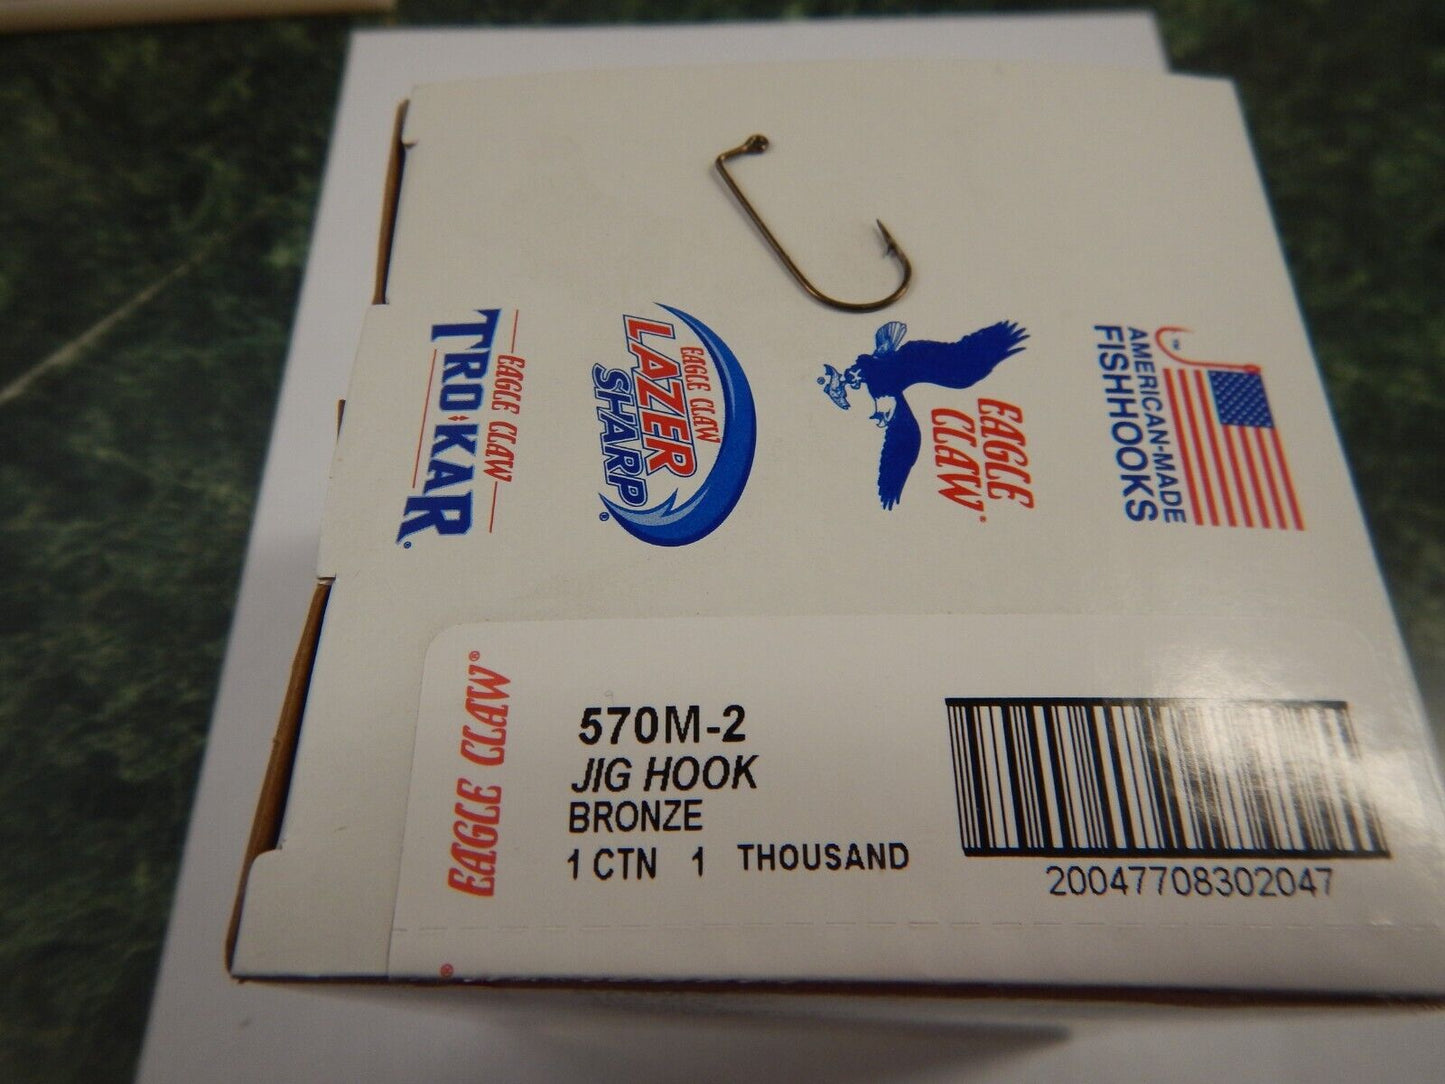 EAGLE CLAW
TRO·KAR®
EAGLE CLAW
LAZER
SHARP®
EAGLE
CLAW®
™
AMERICAN-MADE
FISHHOOKS
EAGLE CLAW®
570M-2
JIG HOOK
BRONZE
1 CTN 1 THOUSAND
20047708302047
®